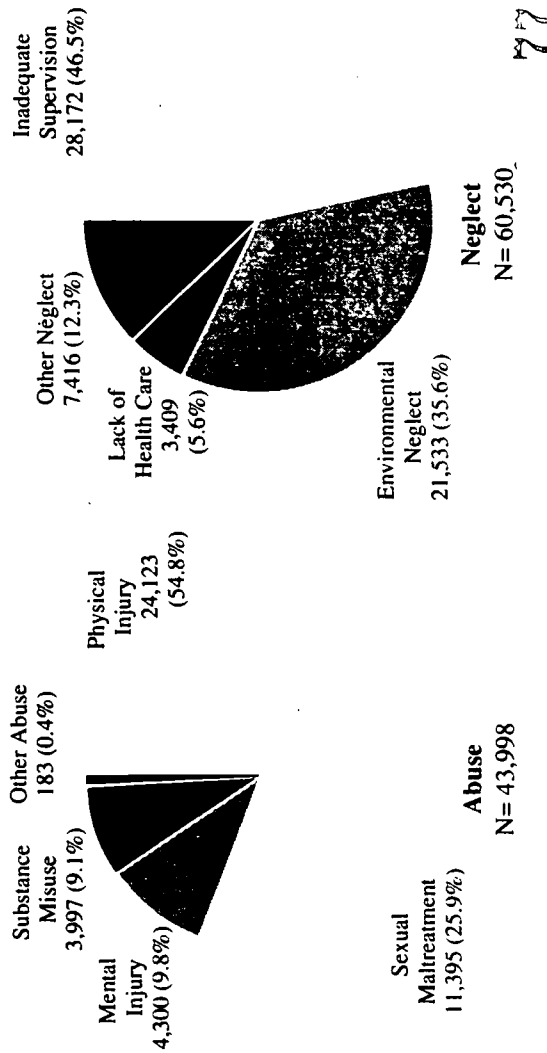 Substance
Misuse
3,997 (9.1%)
Other Abuse
183 (0.4%)
Mental
Injury
4,300 (9.8%)
Physical
Injury
24,123
(54.8%)
Sexual
Maltreatment
11,395 (25.9%)
Abuse
N= 43,998
Other Neglect
7,416 (12.3%)
Inadequate
Supervision
28,172 (46.5%)
Lack of
Health Care
3,409
(5.6%)
Environmental
Neglect
21,533 (35.6%)
Neglect
N= 60,530
77